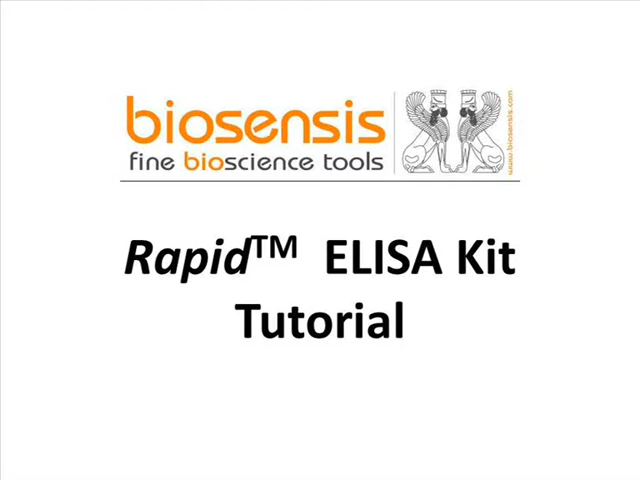 biosensis
fine bioscience tools
www.biosensis.com
Rapid™ ELISA Kit
Tutorial